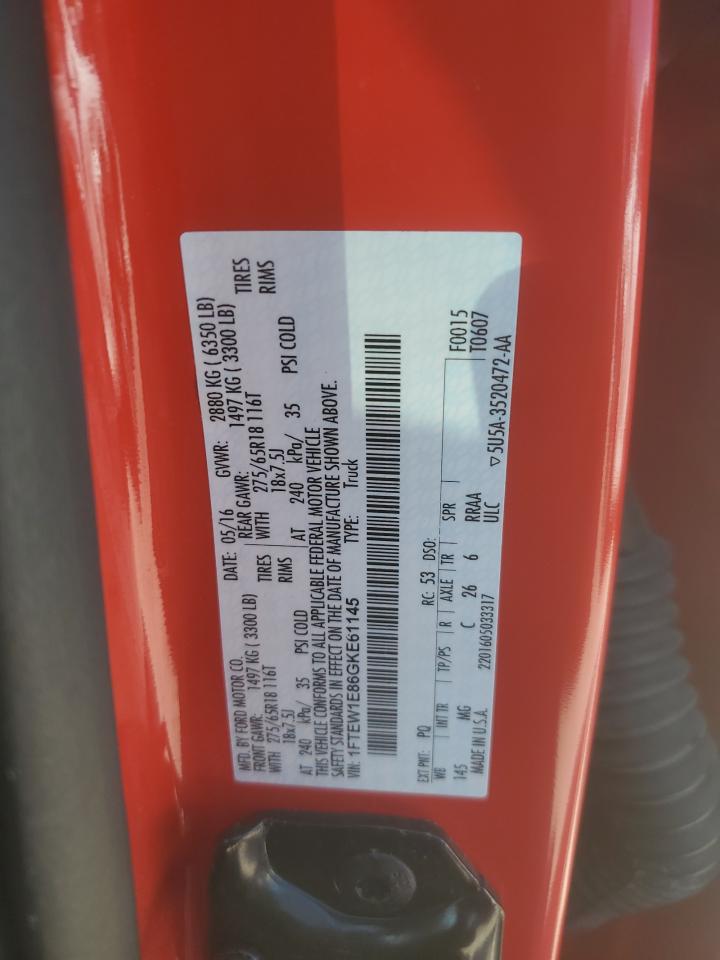 MFD. BY FORD MOTOR CO. DATE: 05/16 GVWR: 2880 KG ( 6350 LB)
FRONT GAWR: 1497 KG ( 3300 LB) REAR GAWR: 1497 KG ( 3300 LB)
WITH 275/65R18 116T TIRES WITH 275/65R18 116T TIRES
18x7.5J RIMS 18x7.5J RIMS
AT 240 kPa/ 35 PSI COLD AT 240 kPa/ 35 PSI COLD
THIS VEHICLE CONFORMS TO ALL APPLICABLE FEDERAL MOTOR VEHICLE
SAFETY STANDARDS IN EFFECT ON THE DATE OF MANUFACTURE SHOWN ABOVE.
VIN: 1FTEW1E86GKE61145 TYPE: Truck
EXT PNT: PQ RC: 53 DSO:
WB INT TR TP/PS R AXLE TR SPR F0015
145 MG C 26 6 RRAA T0607
MADE IN U.S.A. 2201605033317 ULC ▽5U5A-3520472-AA